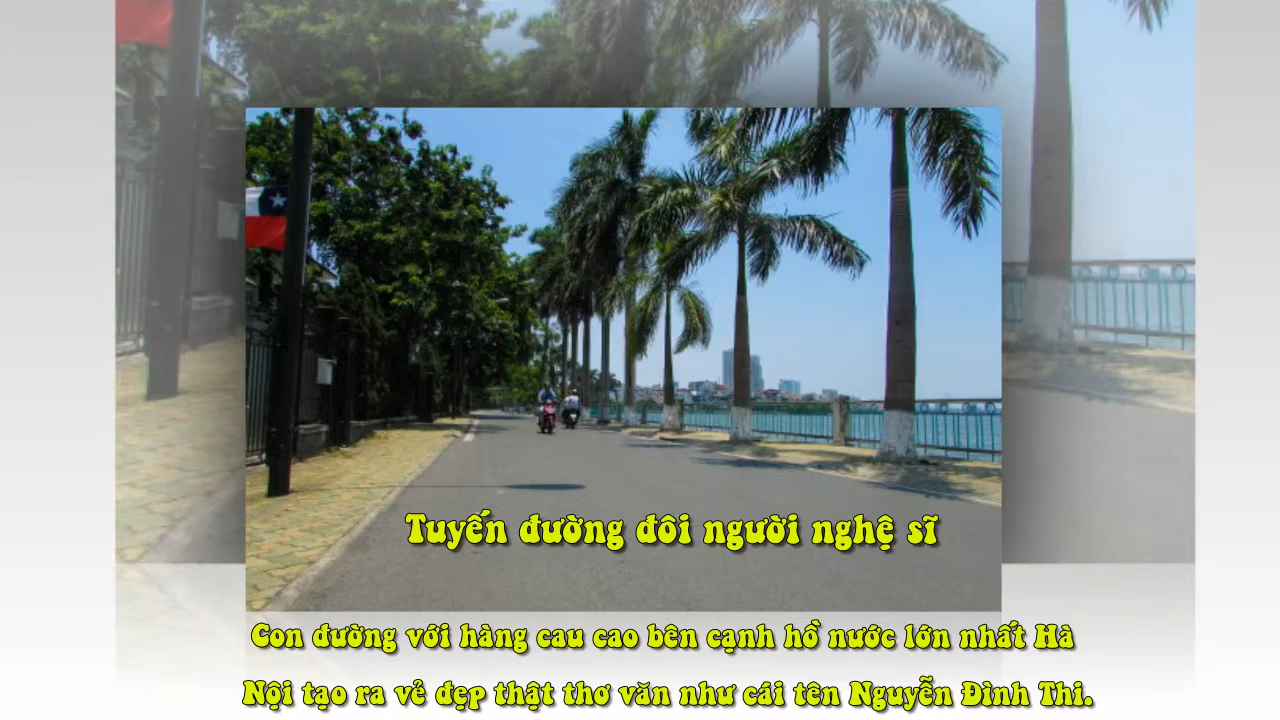 Tuyến đường đôi người nghệ sĩ
Con đường với hàng cau cao bên cạnh hồ nước lớn nhất Hà
Nội tạo ra vẻ đẹp thật thơ văn như cái tên Nguyễn Đình Thi.